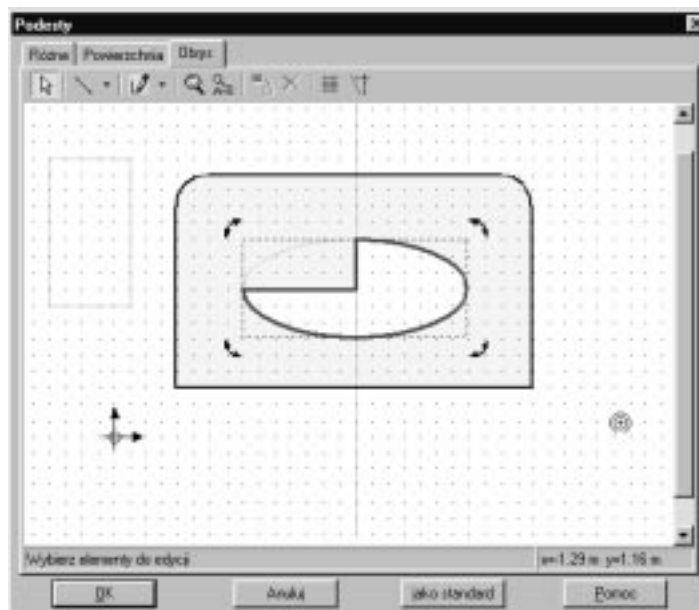 Podesty
Różne Powierzchnia Obrys
Wybierz elementy do edycji x=1.29 m y=1.16 m
OK Anuluj jako standard Pomoc